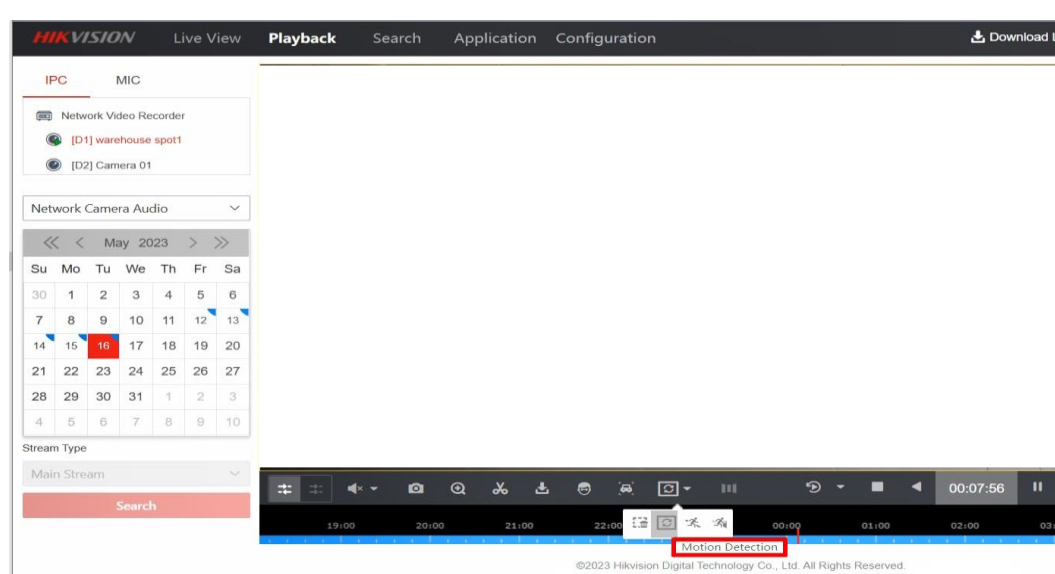 HIKVISION Live View Playback Search Application Configuration Download L
IPC MIC
Network Video Recorder
[D1] warehouse spot1
[D2] Camera 01
Network Camera Audio
May 2023
Su Mo Tu We Th Fr Sa
30 1 2 3 4 5 6
7 8 9 10 11 12 13
14 15 16 17 18 19 20
21 22 23 24 25 26 27
28 29 30 31 1 2 3
4 5 6 7 8 9 10
Stream Type
Main Stream
Search
00:07:56
19:00 20:00 21:00 22:00 00:00 01:00 02:00 03:
Motion Detection
©2023 Hikvision Digital Technology Co., Ltd. All Rights Reserved.